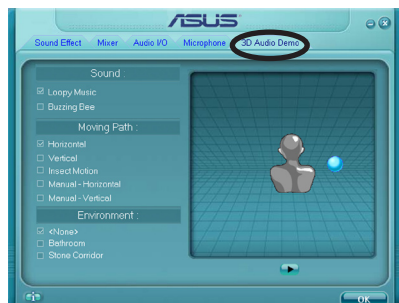 ASUS
Sound Effect Mixer Audio I/O Microphone 3D Audio Demo
Sound :
Loopy Music
Buzzing Bee
Moving Path :
Horizontal
Vertical
Insect Motion
Manual - Horizontal
Manual - Vertical
Environment :
<None>
Bathroom
Stone Corridor
OK